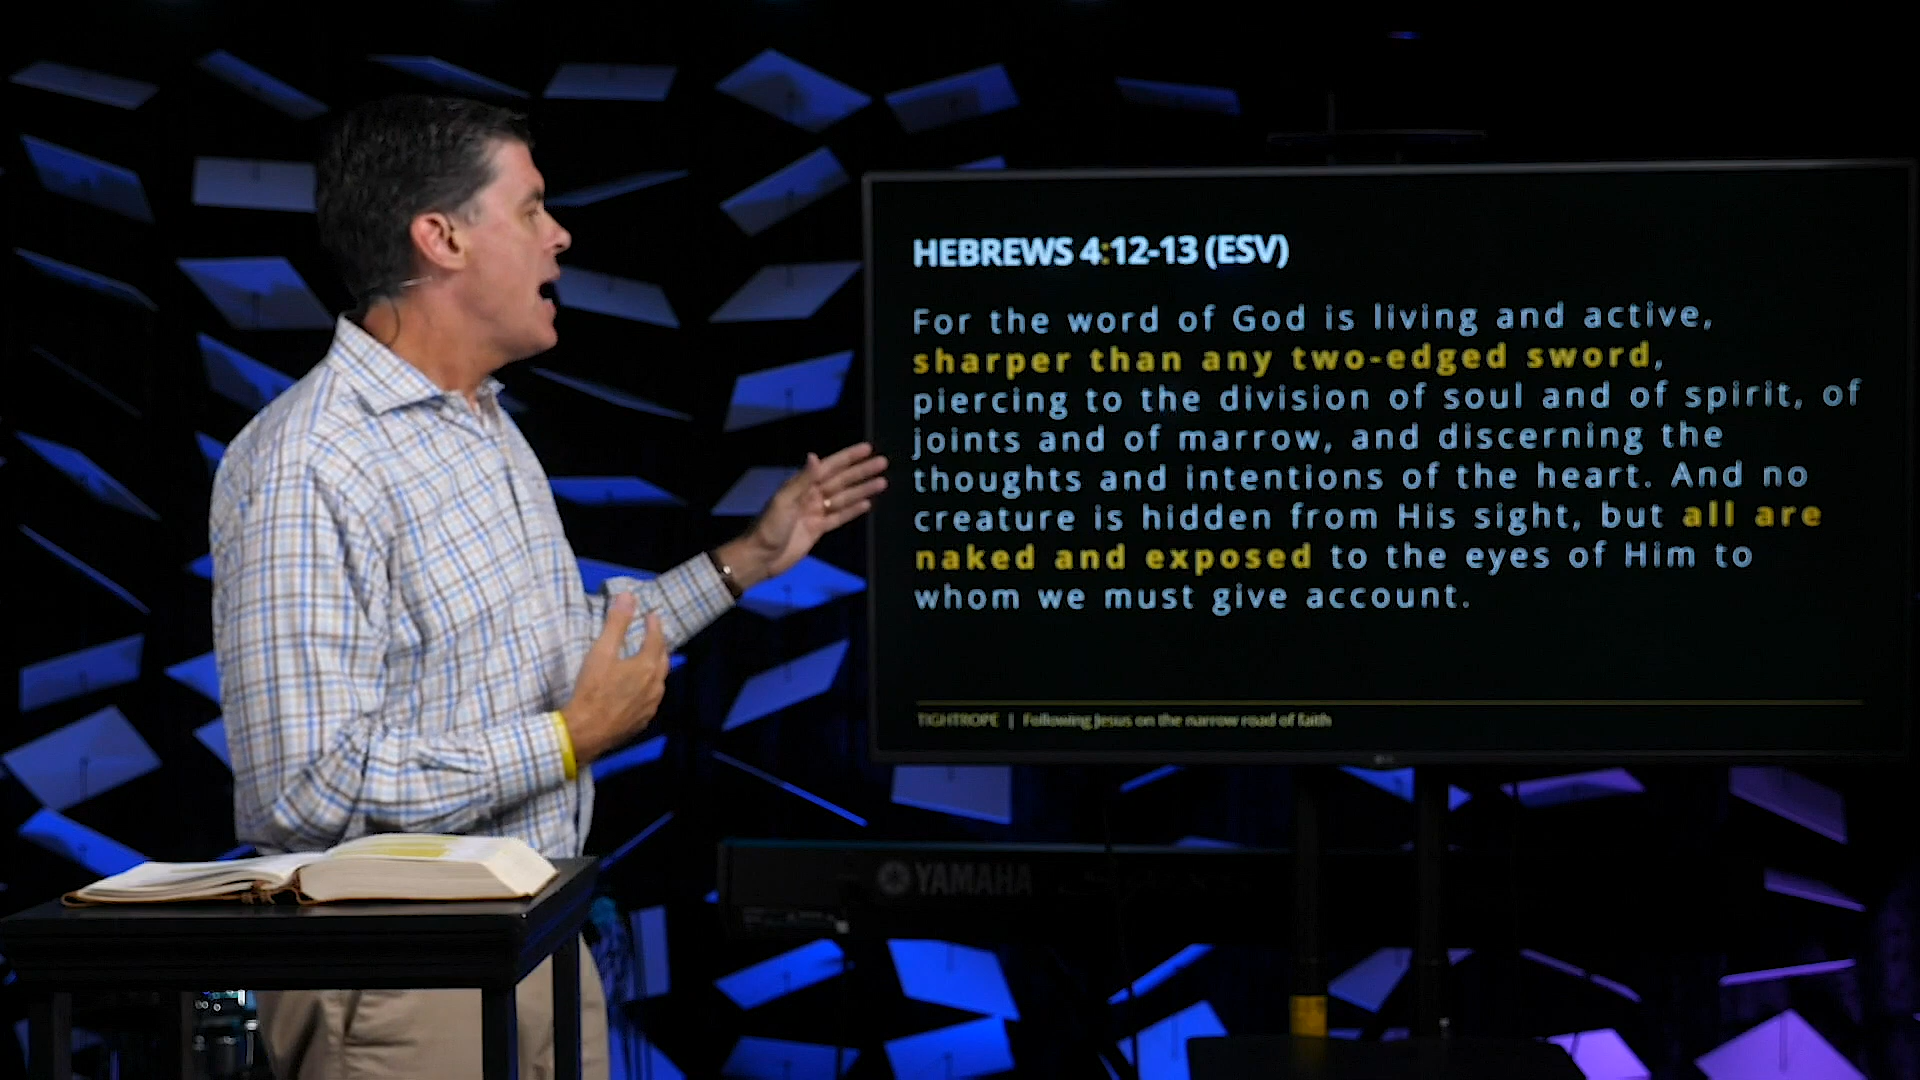 HEBREWS 4:12-13 (ESV)
For the word of God is living and active,
sharper than any two-edged sword,
piercing to the division of soul and of spirit, of
joints and of marrow, and discerning the
thoughts and intentions of the heart. And no
creature is hidden from His sight, but all are
naked and exposed to the eyes of Him to
whom we must give account.
TIGHTROPE | Following Jesus on the narrow road of faith
LG
YAMAHA